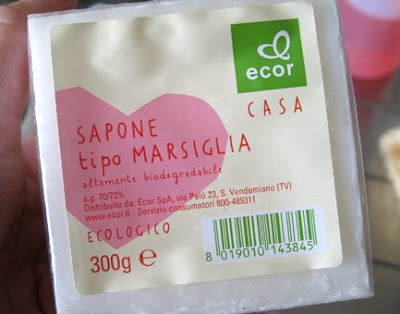 ecor
CASA
SAPONE
tipo MARSIGLIA
altamente biodegradabile
a.g. 70/72%
Distribuito da: Ecor SpA, via Palù 23, S. Vendemiano (TV)
www.ecor.it - Servizio consumatori 800-489311
ECOLOGICO
300g e
8 019010 143845